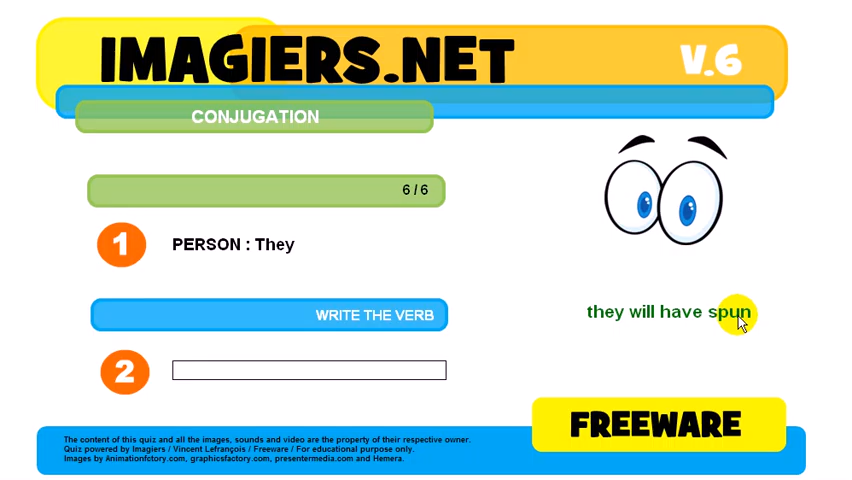 IMAGIERS.NET
V.6
CONJUGATION
6 / 6
1
PERSON : They
WRITE THE VERB
they will have spun
2
FREEWARE
The content of this quiz and all the images, sounds and video are the property of their respective owner.
Quiz powered by Imagiers / Vincent Lefrançois / Freeware / For educational purpose only.
Images by Animationfctory.com, graphicsfactory.com, presentermedia.com and Hemera.